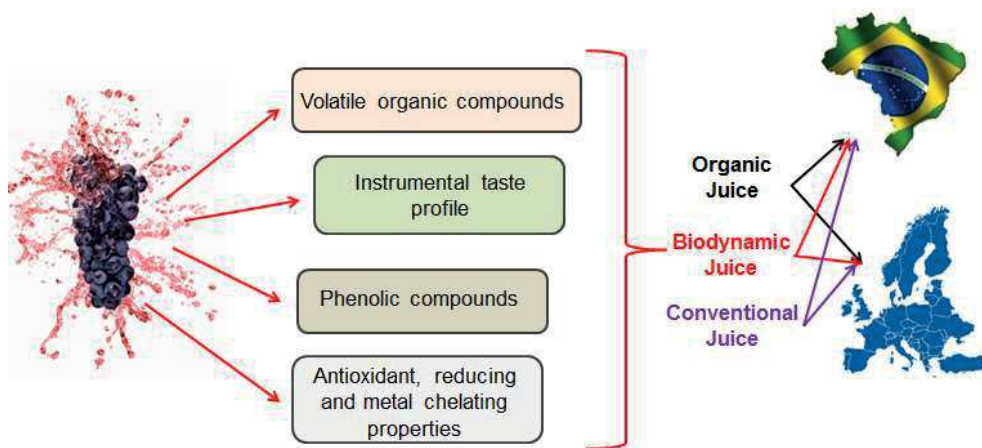 Volatile organic compounds
Instrumental taste
profile
Phenolic compounds
Antioxidant, reducing
and metal chelating
properties
Organic
Juice
Biodynamic
Juice
Conventional
Juice